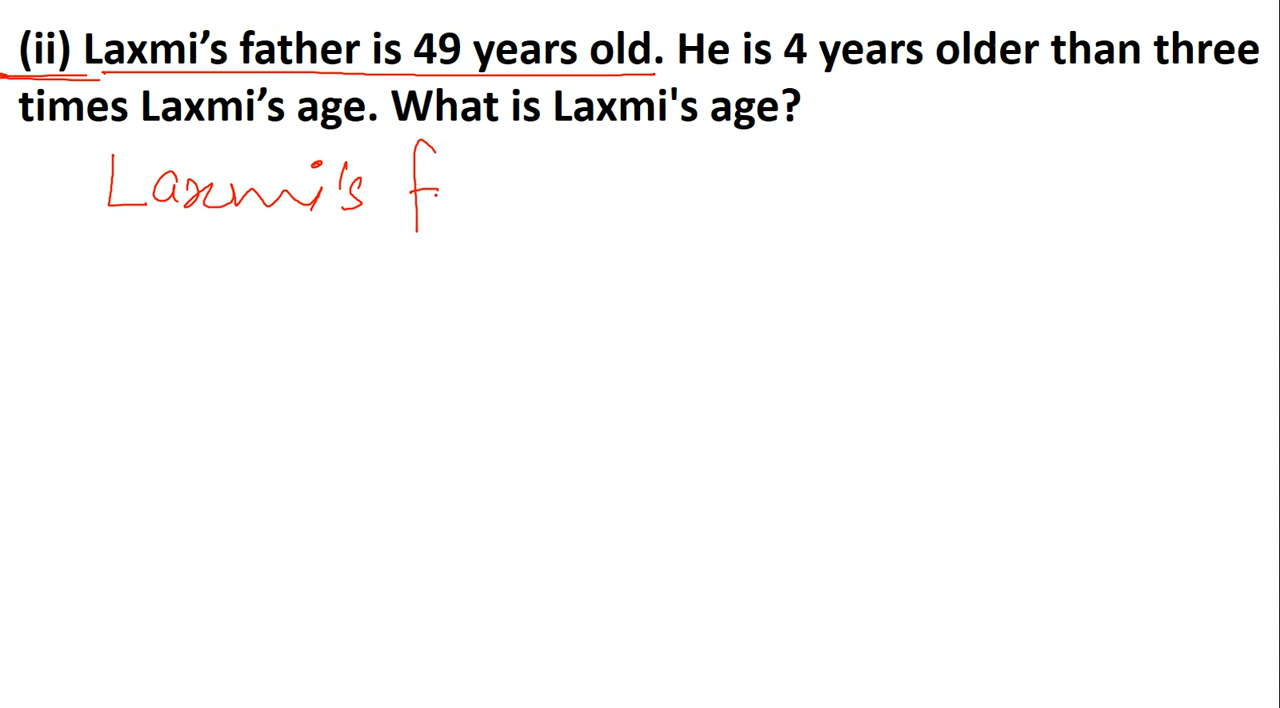 (ii) Laxmi’s father is 49 years old. He is 4 years older than three
times Laxmi’s age. What is Laxmi's age?
Laxmi's f